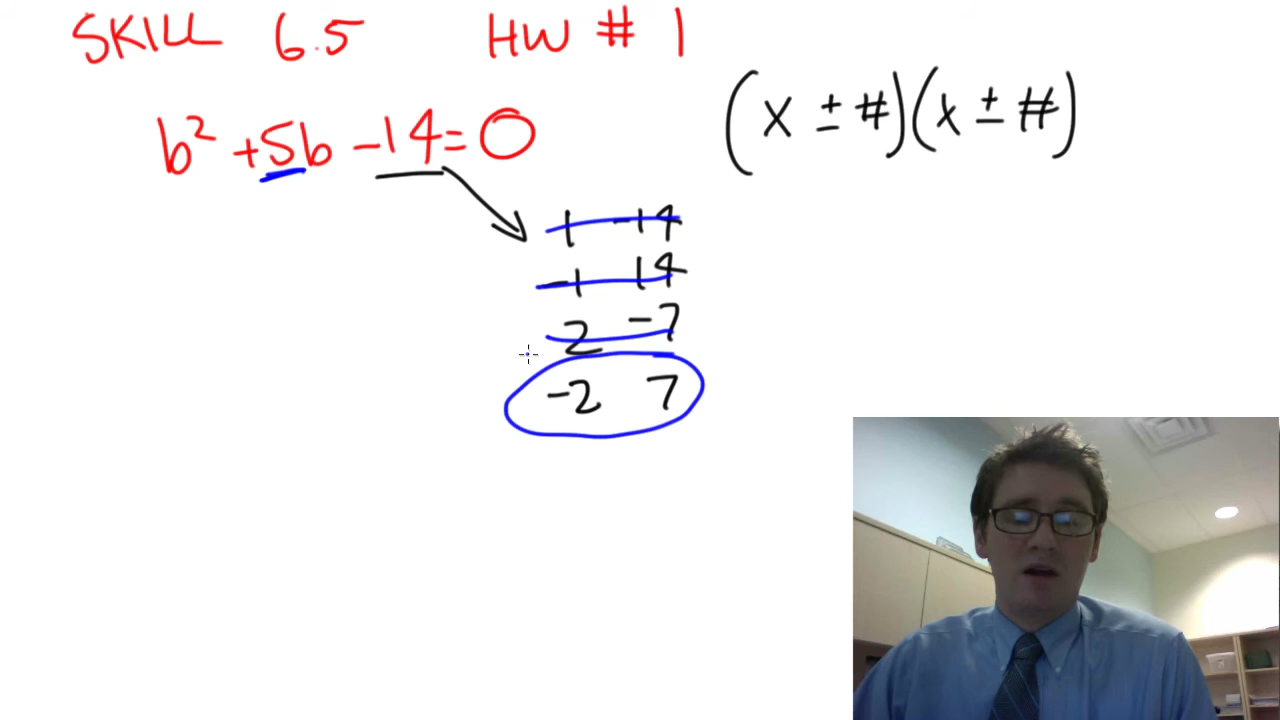 SKILL 6.5 HW # 1
b² +5b -14 = 0
(x ± #)(x ± #)
1 -14
-1 14
2 -7
-2 7